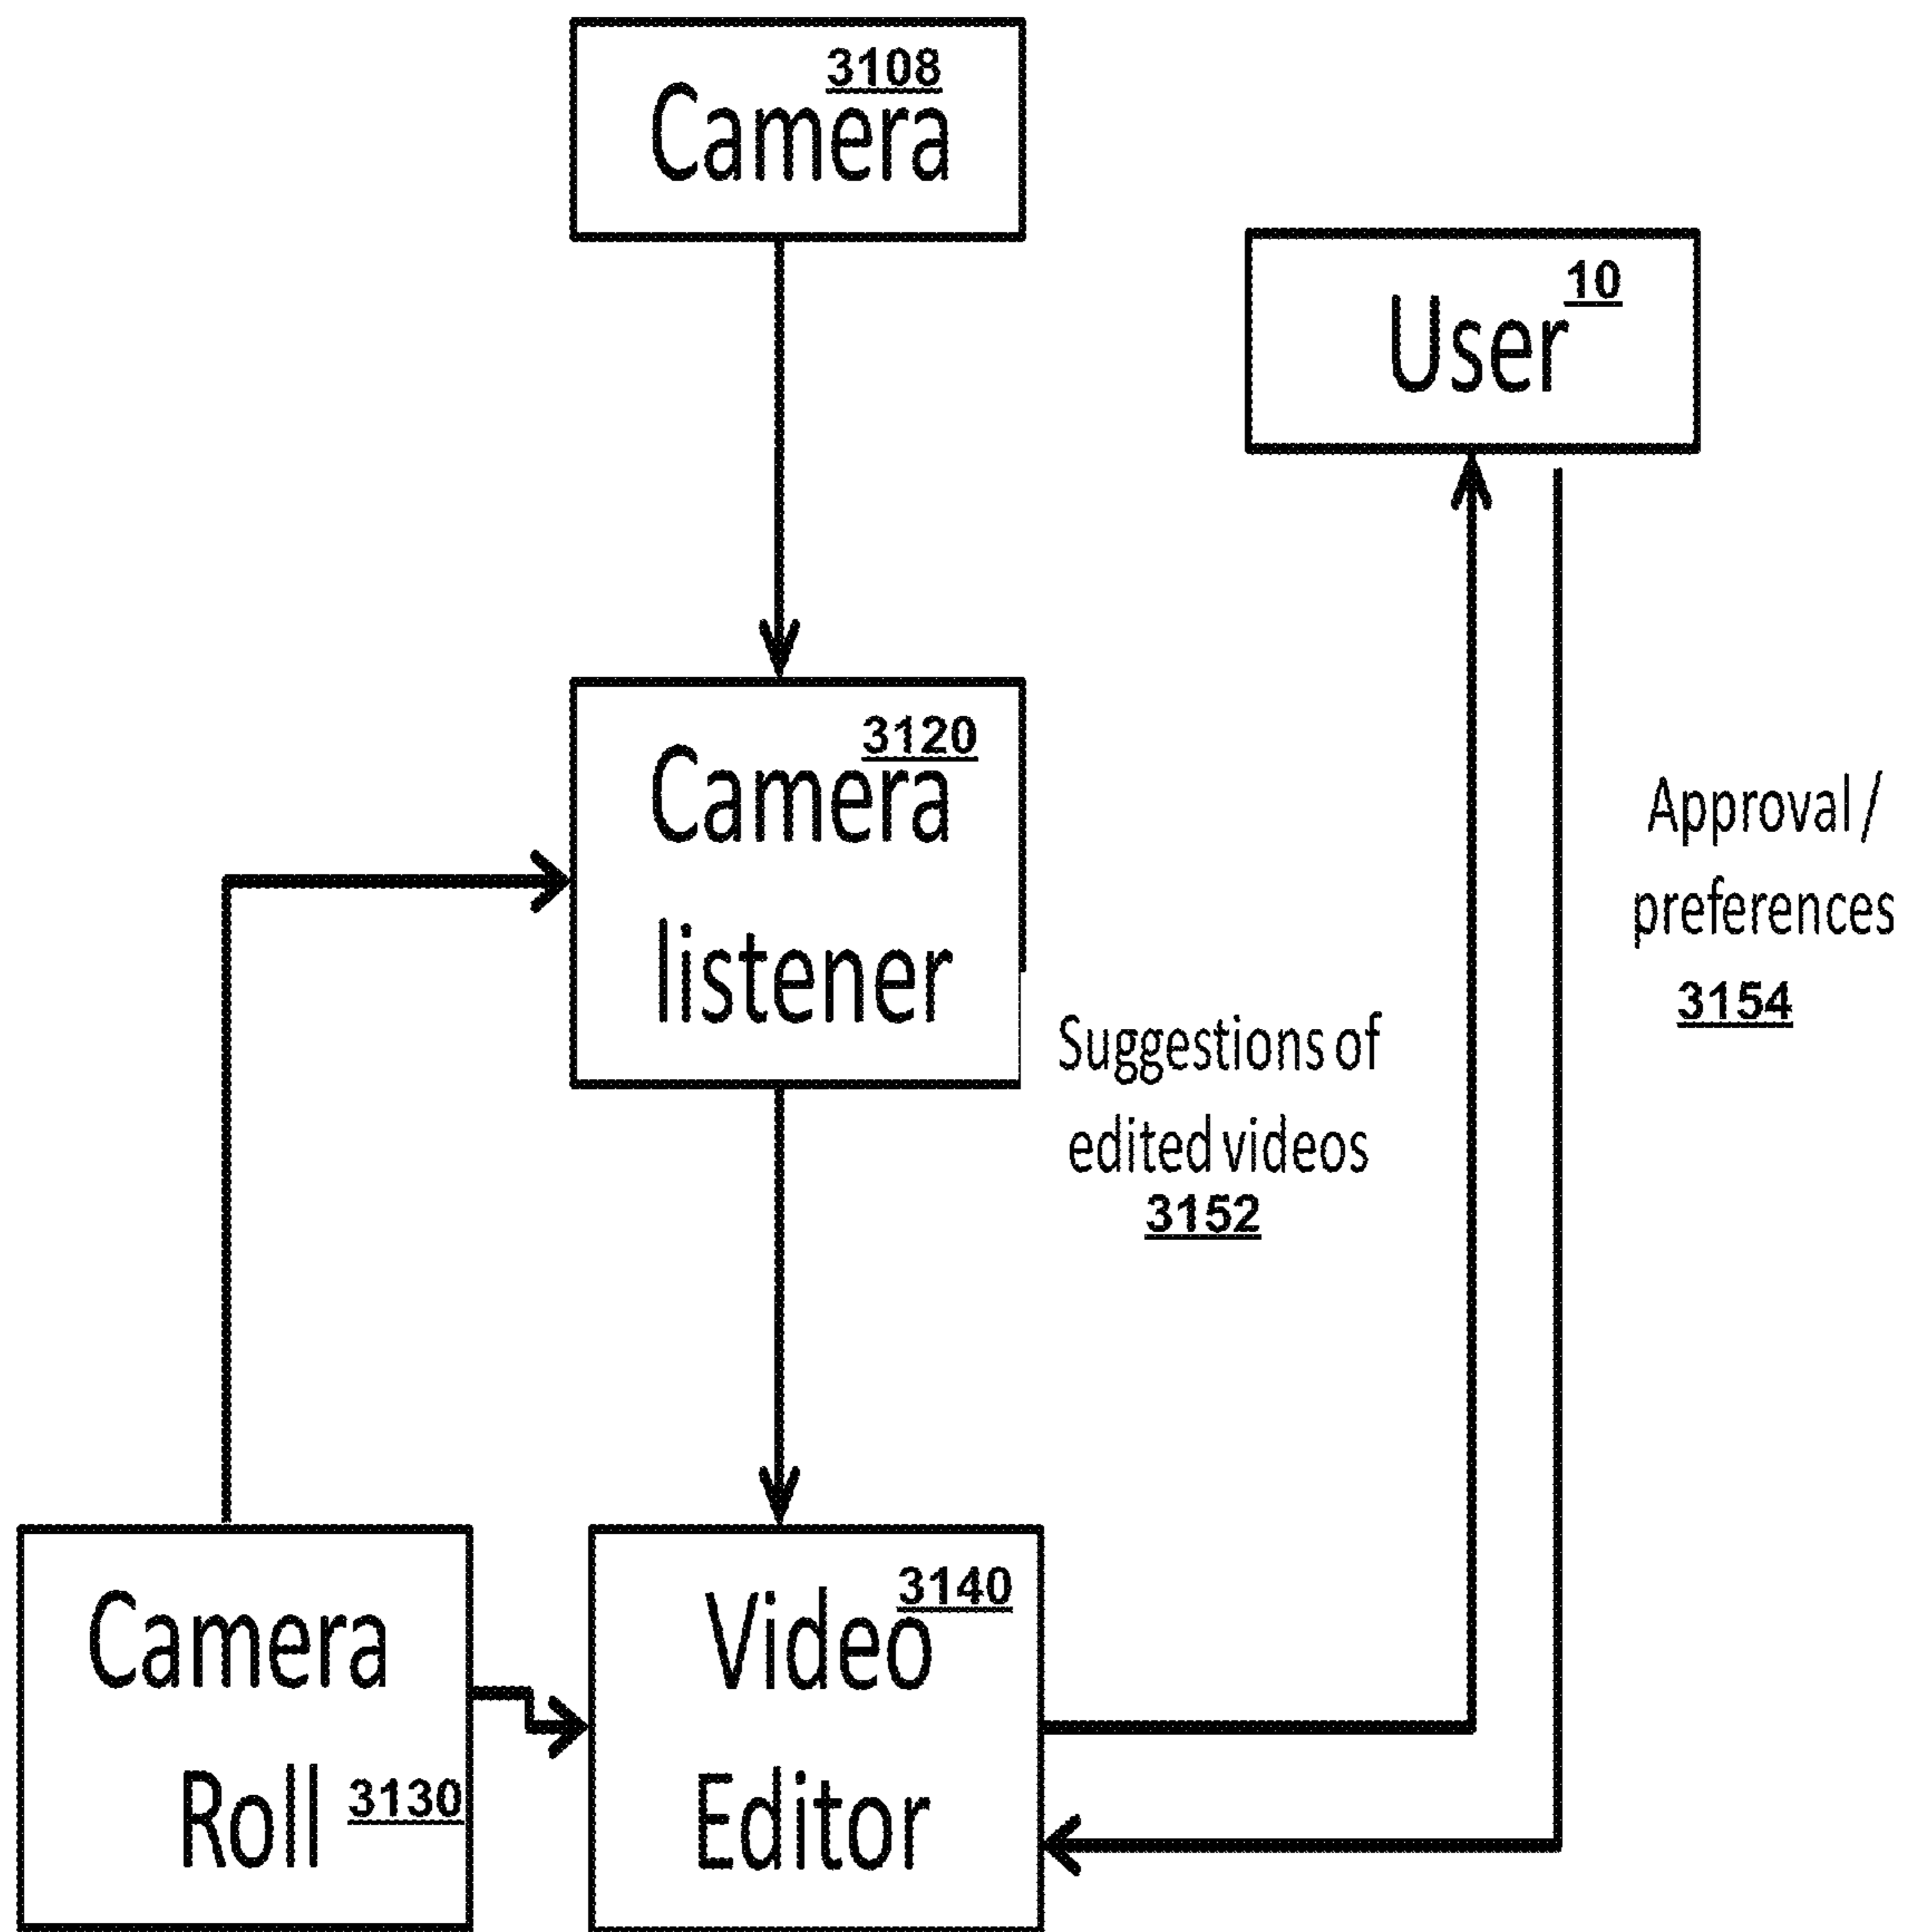 3108
Camera
10
User
3120
Camera
listener
Approval /
preferences
3154
Suggestions of
edited videos
3152
Camera
Roll 3130
3140
Video
Editor